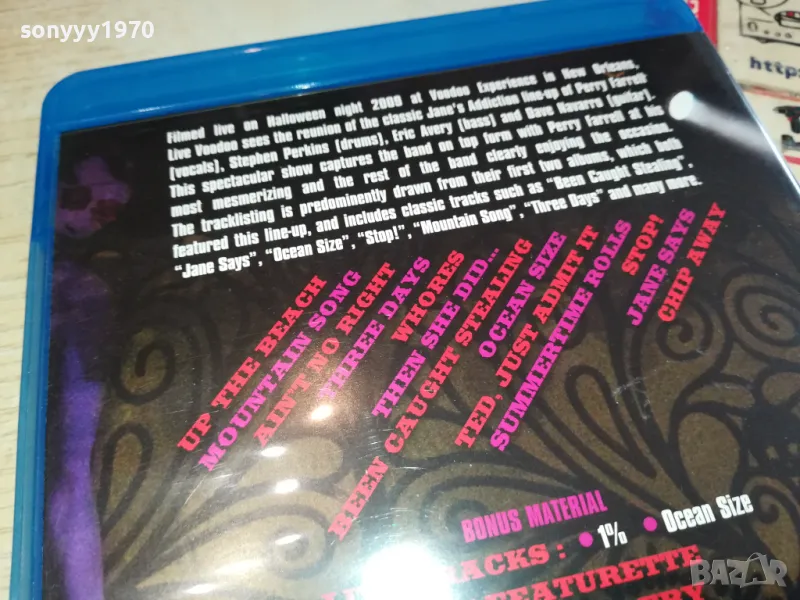 sonyyy1970
https:
Filmed live on Halloween night 2008 at Voodoo Experience in New Orleans.
Live Voodoo sees the reunion of the classic Jane's Addiction line-up of Perry Farrell
(vocals), Stephen Perkins (drums), Eric Avery (bass) and Dave Navarro (guitar).
This spectacular show captures the band on top form with Perry Farrell at his
most mesmerizing and the rest of the band clearly enjoying the occasion.
The tracklisting is predominently drawn from their first two albums, which both
featured this line-up, and includes classic tracks such as "Been Caught Stealing",
"Jane Says", "Ocean Size", "Stop!", "Mountain Song", "Three Days" and many more.
UP THE BEACH
MOUNTAIN SONG
AIN'T NO RIGHT
THREE DAYS
WHORES
THEN SHE DID...
BEEN CAUGHT STEALING
OCEAN SIZE
TED, JUST ADMIT IT
SUMMERTIME ROLLS
STOP!
JANE SAYS
CHIP AWAY
BONUS MATERIAL
TRACKS: • 1% • Ocean Size
FEATURETTE
BAZAR